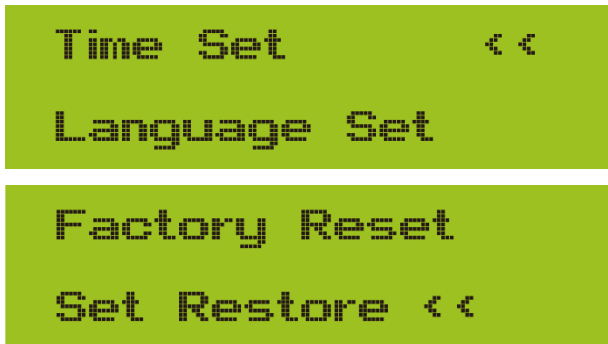 Time Set <<
Language Set
Factory Reset
Set Restore <<